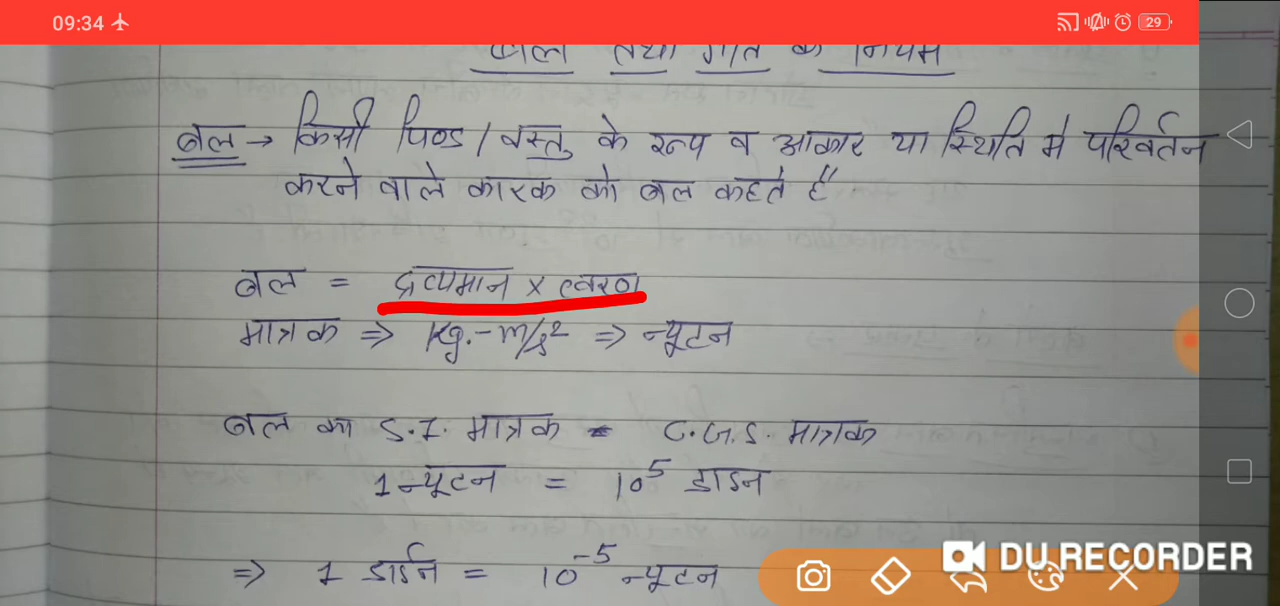 09:34
29
बल तथा गति के नियम
बल → किसी पिण्ड / वस्तु के रूप व आकार या स्थिति मे परिवर्तन
करने वाले कारक को बल कहते हैं
बल = द्रव्यमान × त्वरण
मात्रक ⇒ Kg.-m/s² ⇒ न्यूटन
बल का S.I. मात्रक = C.G.S. मात्रक
1 न्यूटन = 10⁵ डाइन
⇒ 1 डाईन = 10⁻⁵ न्यूटन
DU RECORDER